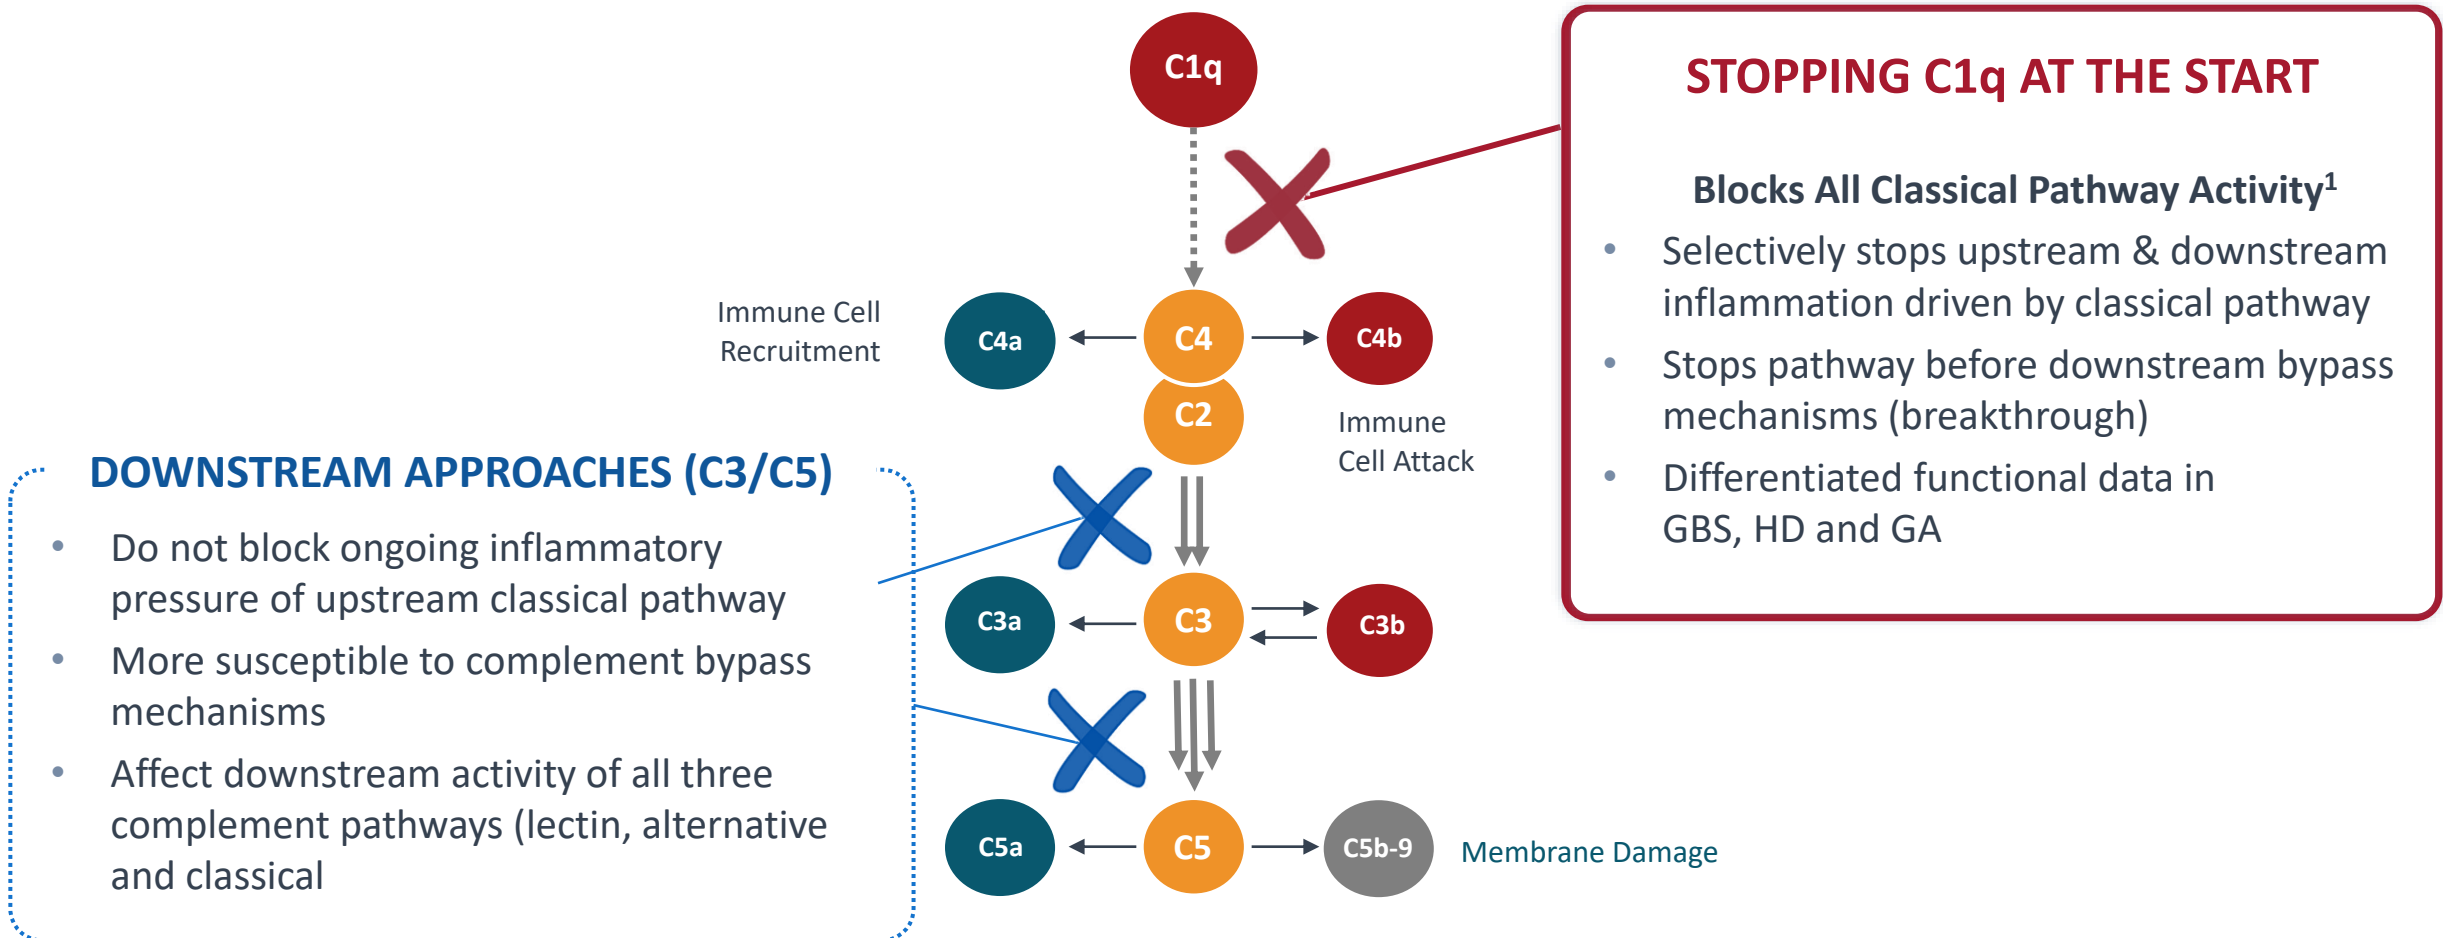 C1q
STOPPING C1q AT THE START
Blocks All Classical Pathway Activity¹
• Selectively stops upstream & downstream
inflammation driven by classical pathway
• Stops pathway before downstream bypass
mechanisms (breakthrough)
• Differentiated functional data in
GBS, HD and GA
Immune Cell
Recruitment
C4a
C4
C4b
C2
Immune
Cell Attack
DOWNSTREAM APPROACHES (C3/C5)
• Do not block ongoing inflammatory
pressure of upstream classical pathway
• More susceptible to complement bypass
mechanisms
• Affect downstream activity of all three
complement pathways (lectin, alternative
and classical
C3a
C3
C3b
C5a
C5
C5b-9
Membrane Damage